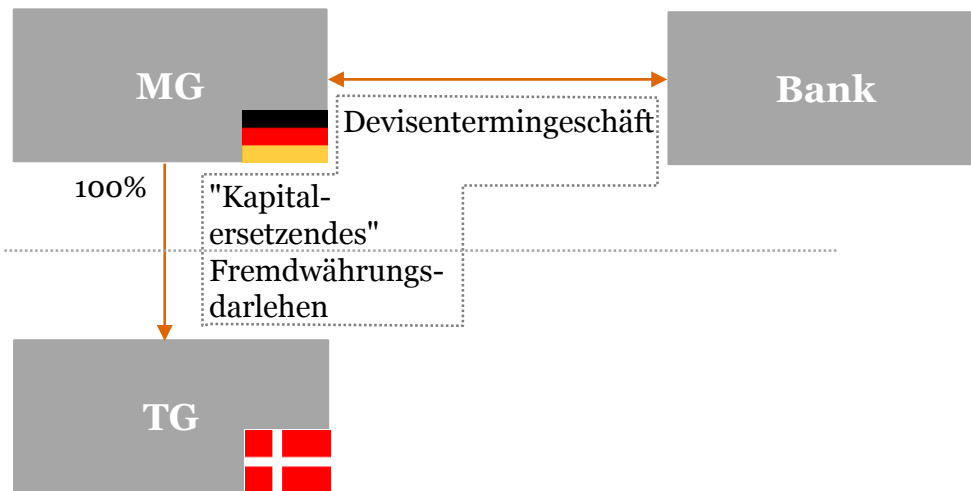 MG
Bank
Devisentermingeschäft
100%
"Kapital-
ersetzendes"
Fremdwährungs-
darlehen
TG